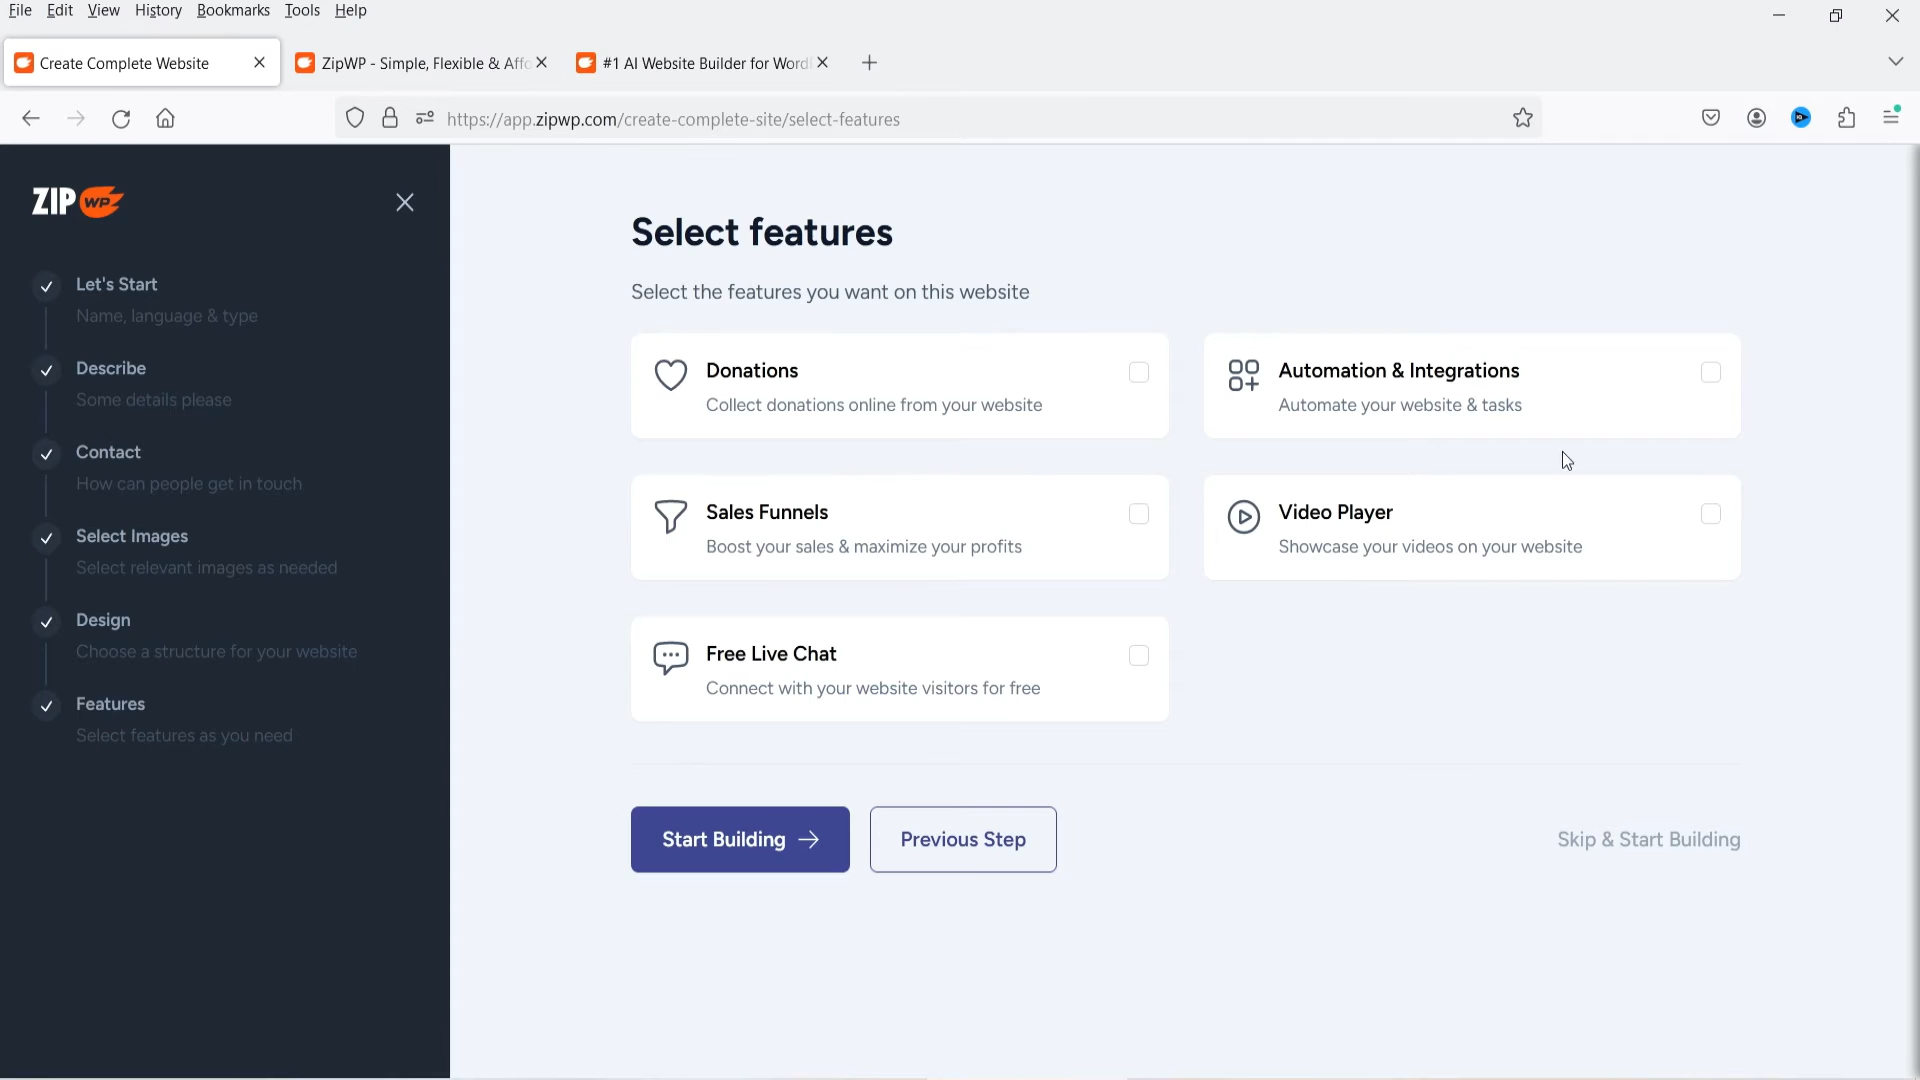 File Edit View History Bookmarks Tools Help
Create Complete Website
ZipWP - Simple, Flexible & Affo
#1 AI Website Builder for Word
https://app.zipwp.com/create-complete-site/select-features
ZIP WP
Let's Start
Name, language & type
Describe
Some details please
Contact
How can people get in touch
Select Images
Select relevant images as needed
Design
Choose a structure for your website
Features
Select features as you need
Select features
Select the features you want on this website
Donations
Collect donations online from your website
Automation & Integrations
Automate your website & tasks
Sales Funnels
Boost your sales & maximize your profits
Video Player
Showcase your videos on your website
Free Live Chat
Connect with your website visitors for free
Start Building
Previous Step
Skip & Start Building